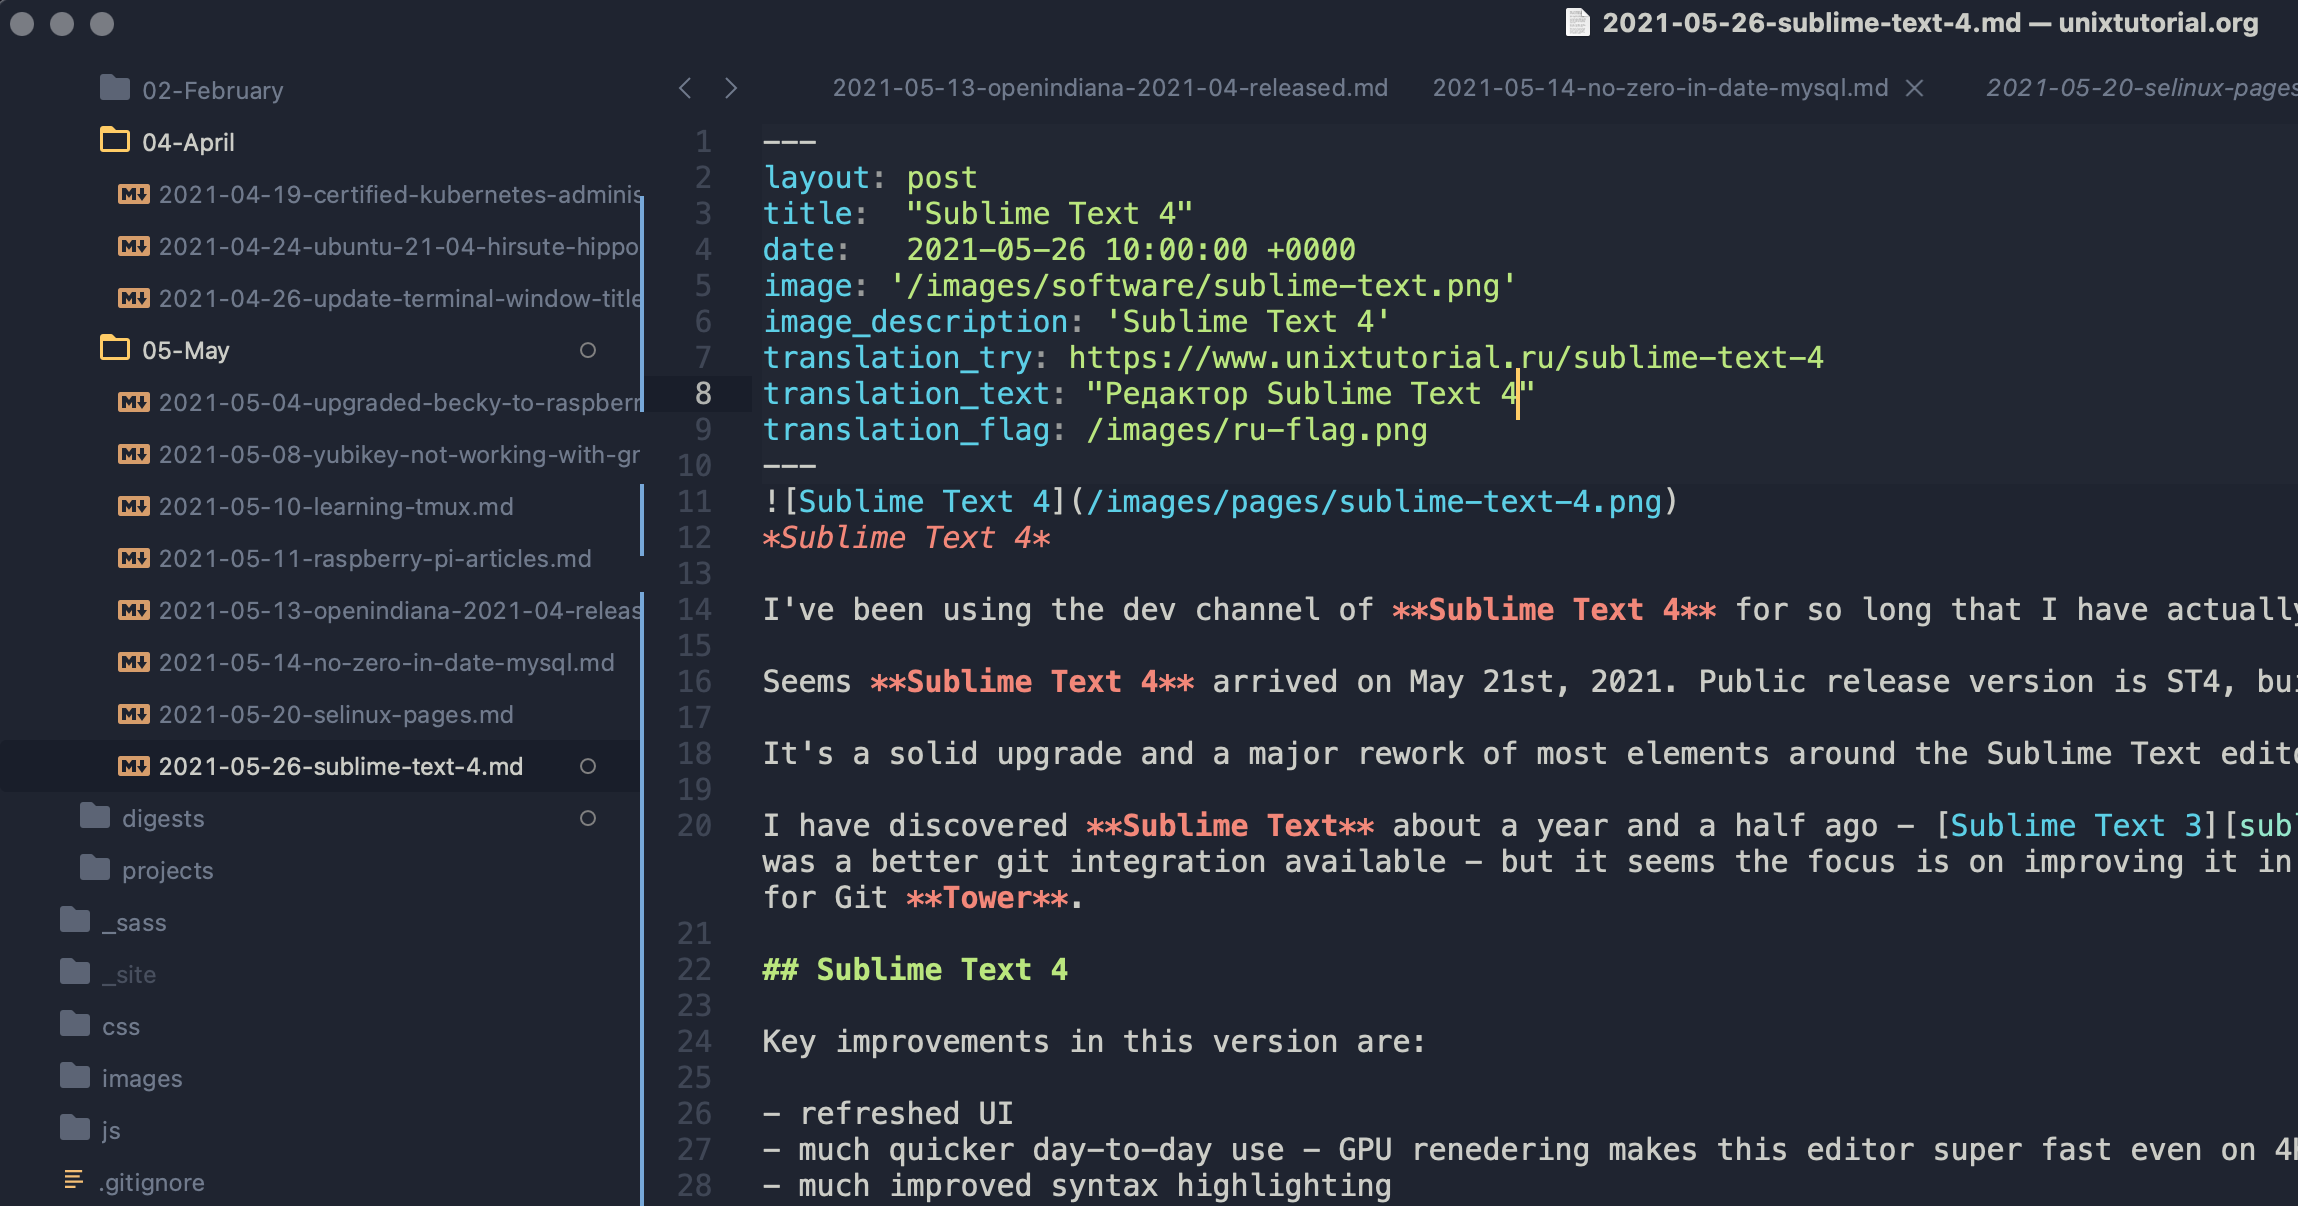 2021-05-26-sublime-text-4.md — unixtutorial.org
02-February
04-April
2021-04-19-certified-kubernetes-adminis
2021-04-24-ubuntu-21-04-hirsute-hippo
2021-04-26-update-terminal-window-title
05-May
2021-05-04-upgraded-becky-to-raspberr
2021-05-08-yubikey-not-working-with-gr
2021-05-10-learning-tmux.md
2021-05-11-raspberry-pi-articles.md
2021-05-13-openindiana-2021-04-releas
2021-05-14-no-zero-in-date-mysql.md
2021-05-20-selinux-pages.md
2021-05-26-sublime-text-4.md
digests
projects
_sass
_site
css
images
js
.gitignore
2021-05-13-openindiana-2021-04-released.md 2021-05-14-no-zero-in-date-mysql.md 2021-05-20-selinux-pages
1 ---
2 layout: post
3 title:  "Sublime Text 4"
4 date:   2021-05-26 10:00:00 +0000
5 image: '/images/software/sublime-text.png'
6 image_description: 'Sublime Text 4'
7 translation_try: https://www.unixtutorial.ru/sublime-text-4
8 translation_text: "Редактор Sublime Text 4"
9 translation_flag: /images/ru-flag.png
10 ---
11 ![Sublime Text 4](/images/pages/sublime-text-4.png)
12 *Sublime Text 4*
13
14 I've been using the dev channel of **Sublime Text 4** for so long that I have actually
15
16 Seems **Sublime Text 4** arrived on May 21st, 2021. Public release version is ST4, bui
17
18 It's a solid upgrade and a major rework of most elements around the Sublime Text edito
19
20 I have discovered **Sublime Text** about a year and a half ago - [Sublime Text 3][subl
was a better git integration available - but it seems the focus is on improving it in
for Git **Tower**.
21
22 ## Sublime Text 4
23
24 Key improvements in this version are:
25
26 - refreshed UI
27 - much quicker day-to-day use - GPU renedering makes this editor super fast even on 4K
28 - much improved syntax highlighting